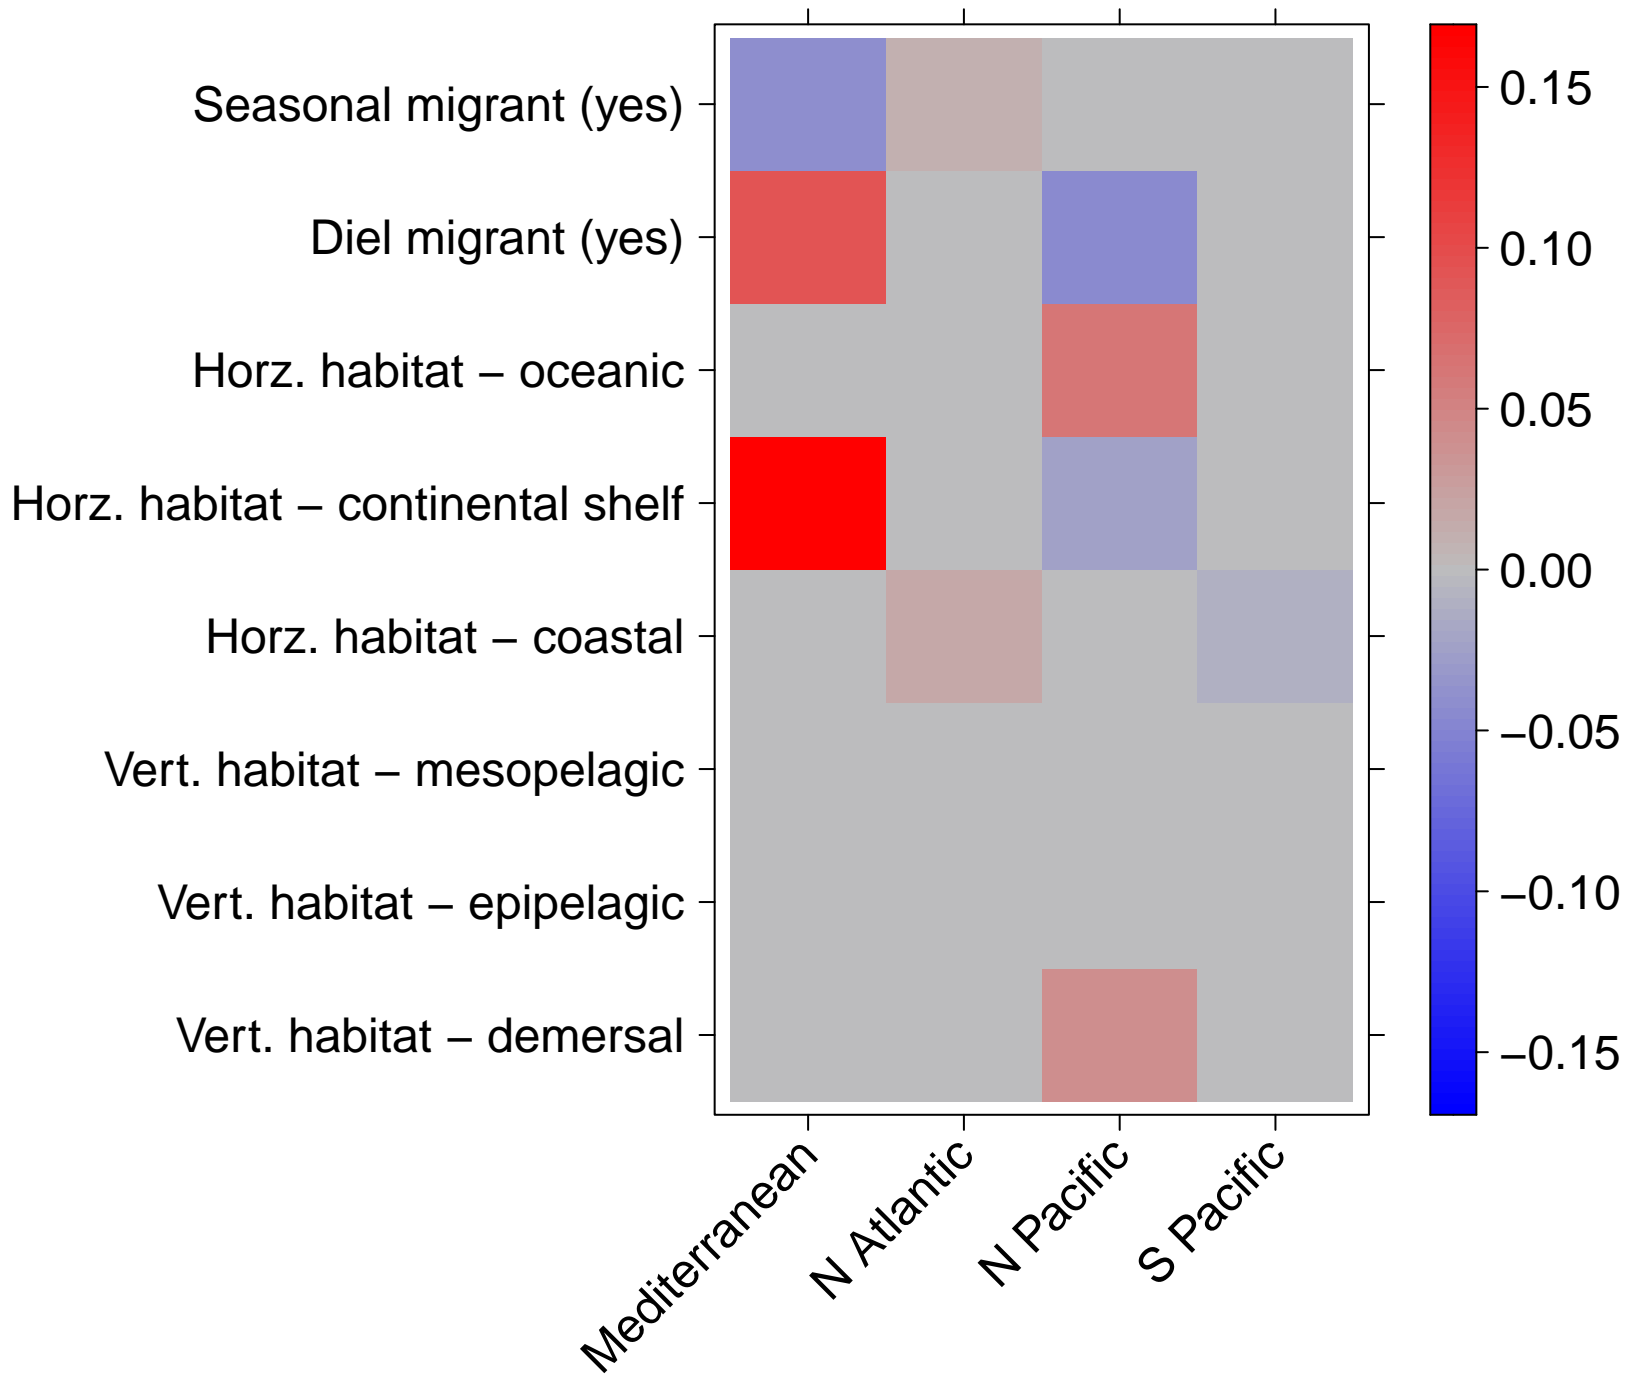 Seasonal migrant (yes)
Diel migrant (yes)
Horz. habitat – oceanic
Horz. habitat – continental shelf
Horz. habitat – coastal
Vert. habitat – mesopelagic
Vert. habitat – epipelagic
Vert. habitat – demersal
Mediterranean
N Atlantic
N Pacific
S Pacific
0.15
0.10
0.05
0.00
−0.05
−0.10
−0.15